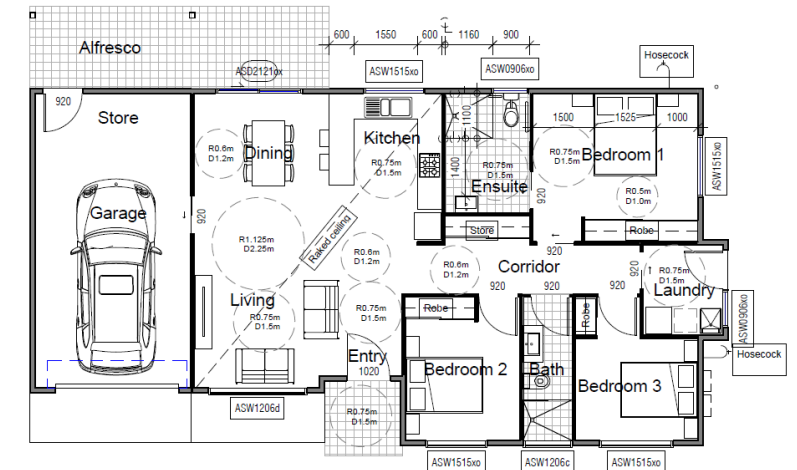 600 1550 600 1160 900
Alfresco
Hosecock
ASD2121ox
ASW1515xo
ASW0906xo
920
Store
1100
1500 1525 1000
Kitchen
Dining
R0.6m
D1.2m
R0.75m
D1.5m
R0.75m
D1.5m
R0.75m
D1.5m
Bedroom 1
ASW1515xo
1400
Ensuite
R0.5m
D1.0m
920
Garage
920
Raked ceiling
Store
Robe
R1.125m
D2.25m
R0.6m
D1.2m
920
R0.6m
D1.2m
Corridor
920
R0.75m
D1.5m
Laundry
Living
R0.75m
D1.5m
R0.75m
D1.5m
920
920
920
Robe
Robe
ASW0906xo
Entry
1020
Bedroom 2
Bath
Bedroom 3
Hosecock
ASW1206d
R0.75m
D1.5m
ASW1515xo
ASW1206c
ASW1515xo